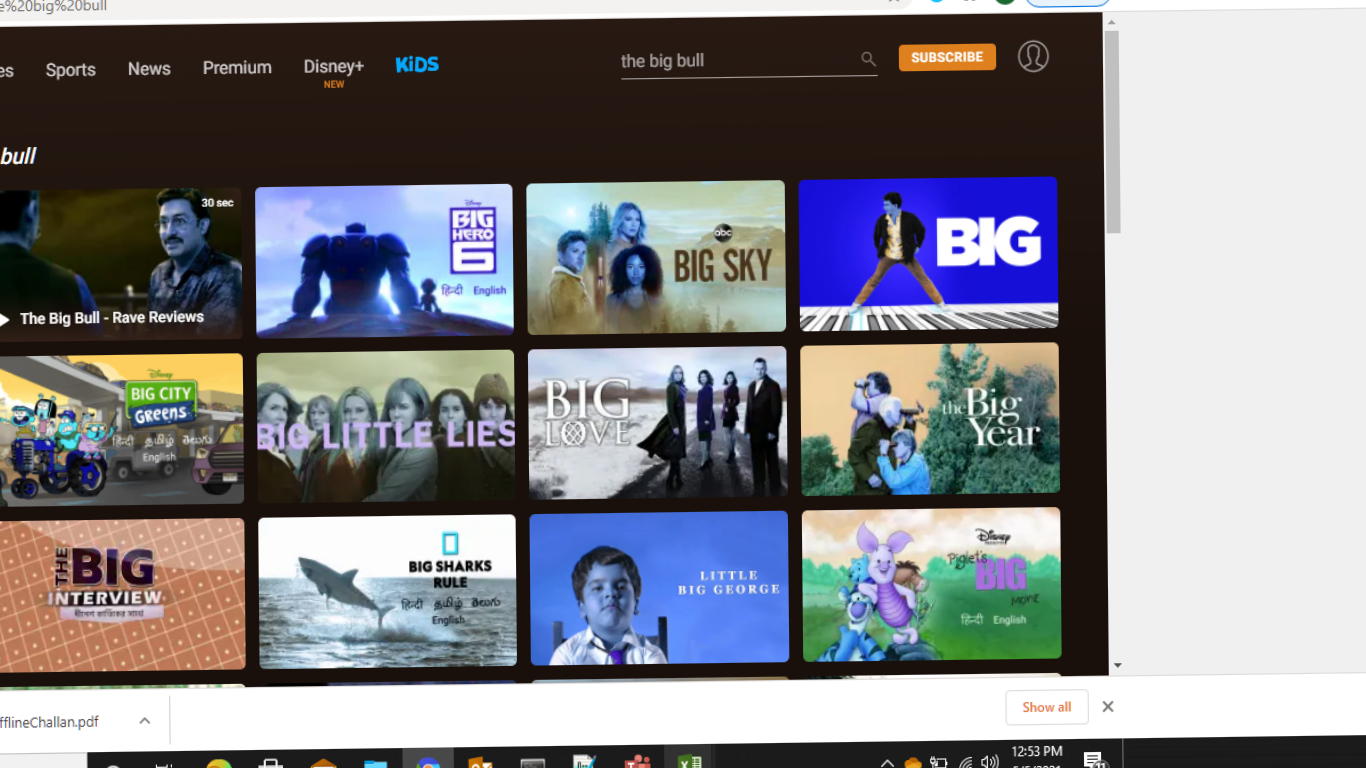 e%20big%20bull
es Sports News Premium Disney+ KiDS the big bull SUBSCRIBE
NEW
bull
30 sec
The Big Bull - Rave Reviews
Disney
BIG
HERO
6
हिन्दी English
abc
BIG SKY
BIG
Disney
BIG CITY
GREENS
हिन्दी தமிழ் తెలుగు
English
BIG LITTLE LIES
BIG
LOVE
the Big
Year
THE BIG
INTERVIEW
BIG SHARKS
RULE
हिन्दी தமிழ் తెలుగు
English
LITTLE
BIG GEORGE
Disney
Piglet's
BIG
MOVIE
हिन्दी English
fflineChallan.pdf
Show all
12:53 PM